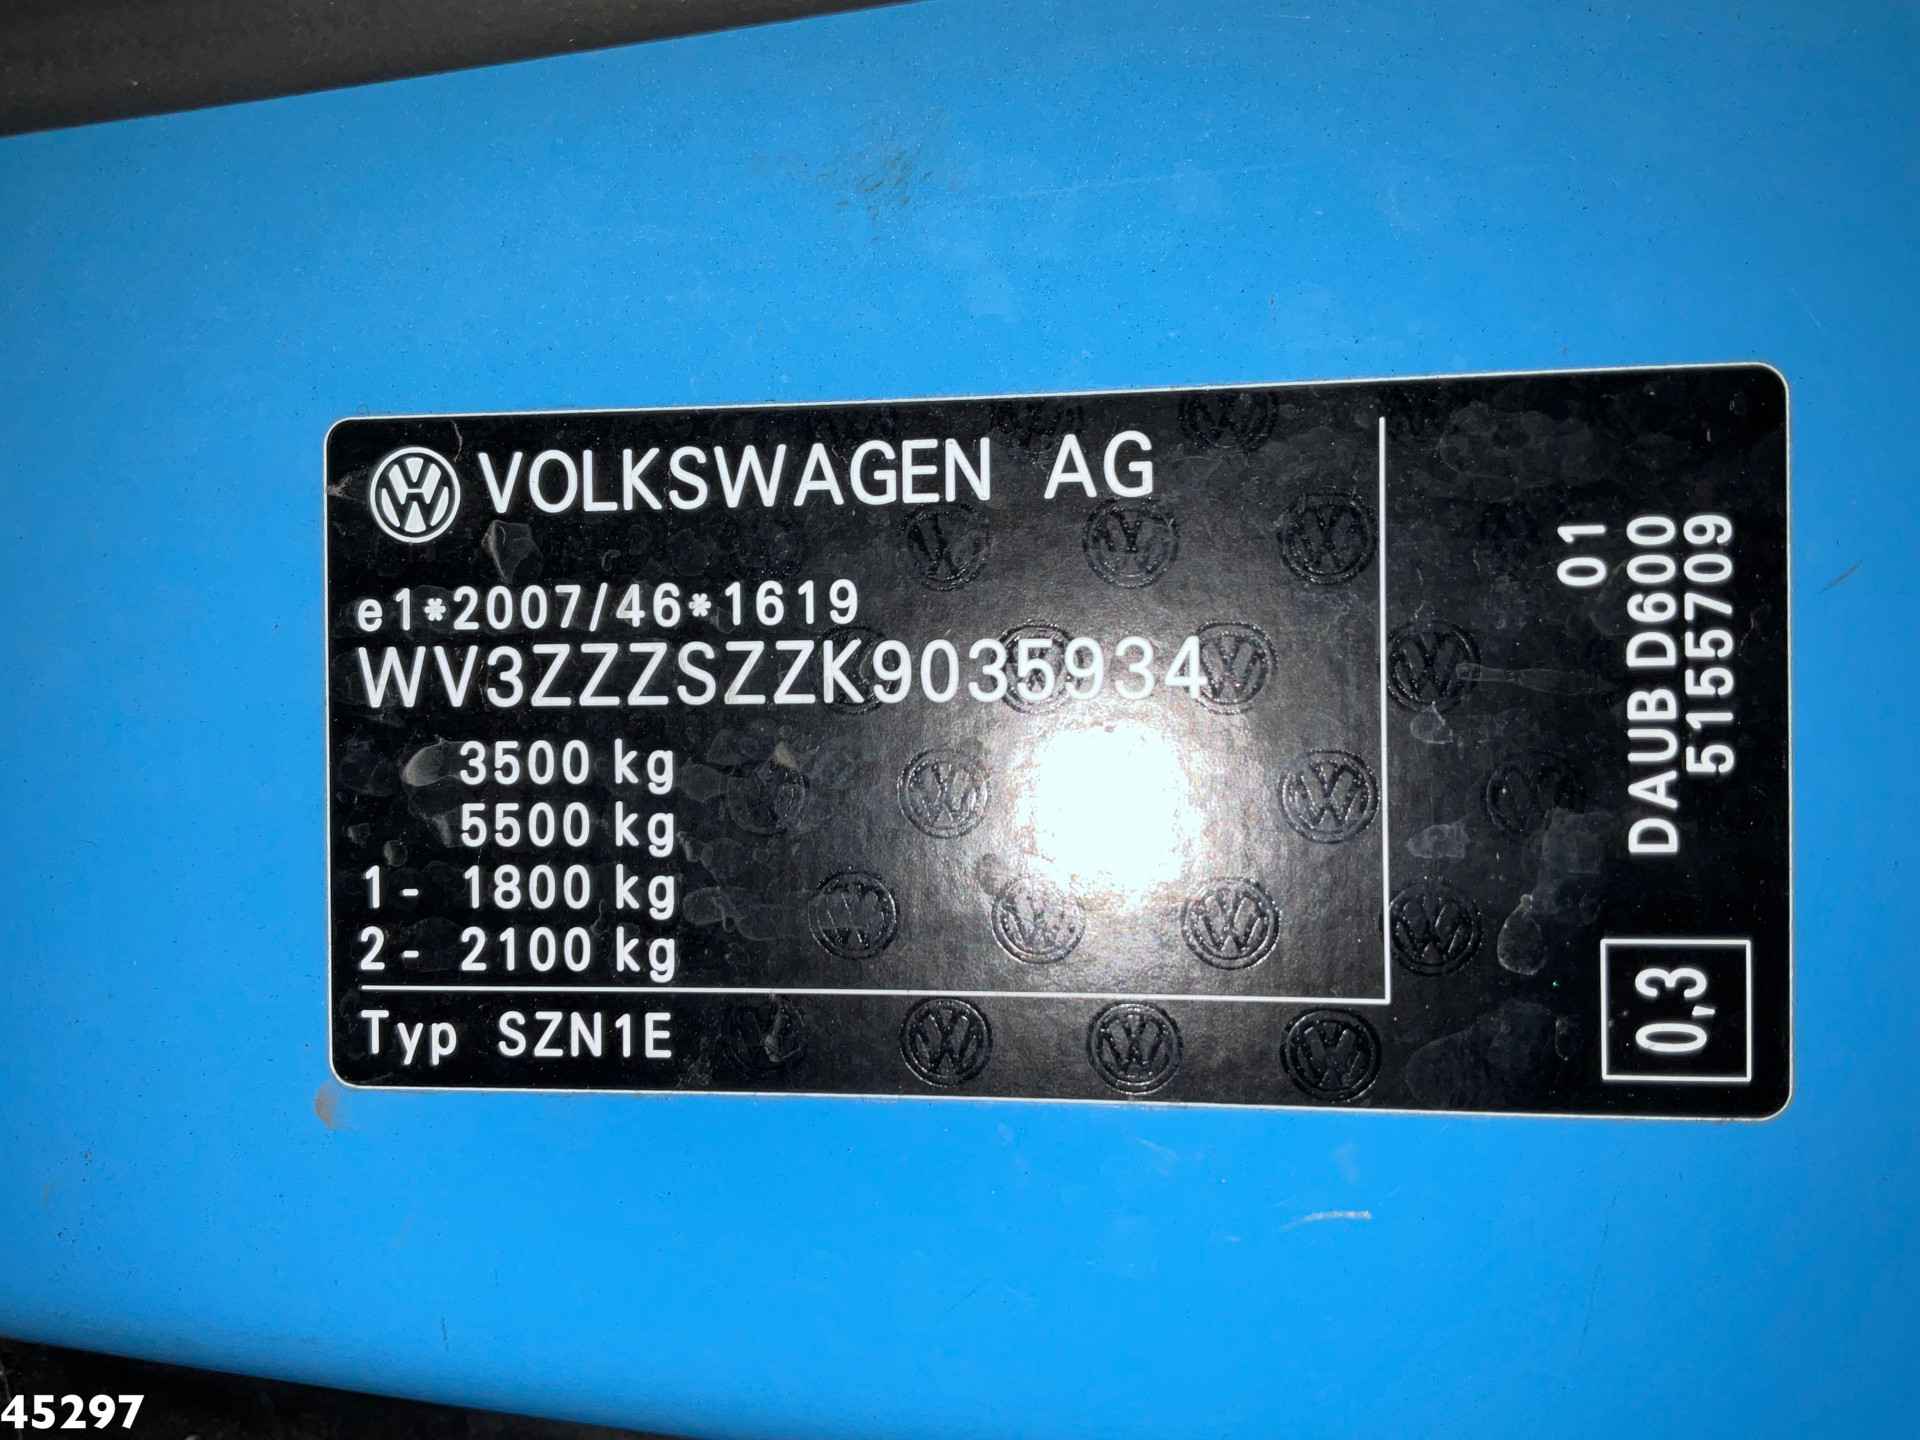 VOLKSWAGEN AG
e1*2007/46*1619
WV3ZZZSZZK9035934
3500 kg
5500 kg
1- 1800 kg
2- 2100 kg
Typ SZN1E
01
DAUB D600
5155709
0,3
45297